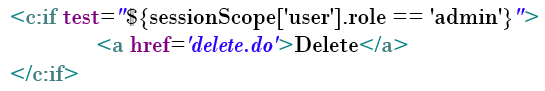 <c:if test="${sessionScope['user'].role == 'admin'}">
<a href='delete.do'>Delete</a>
</c:if>